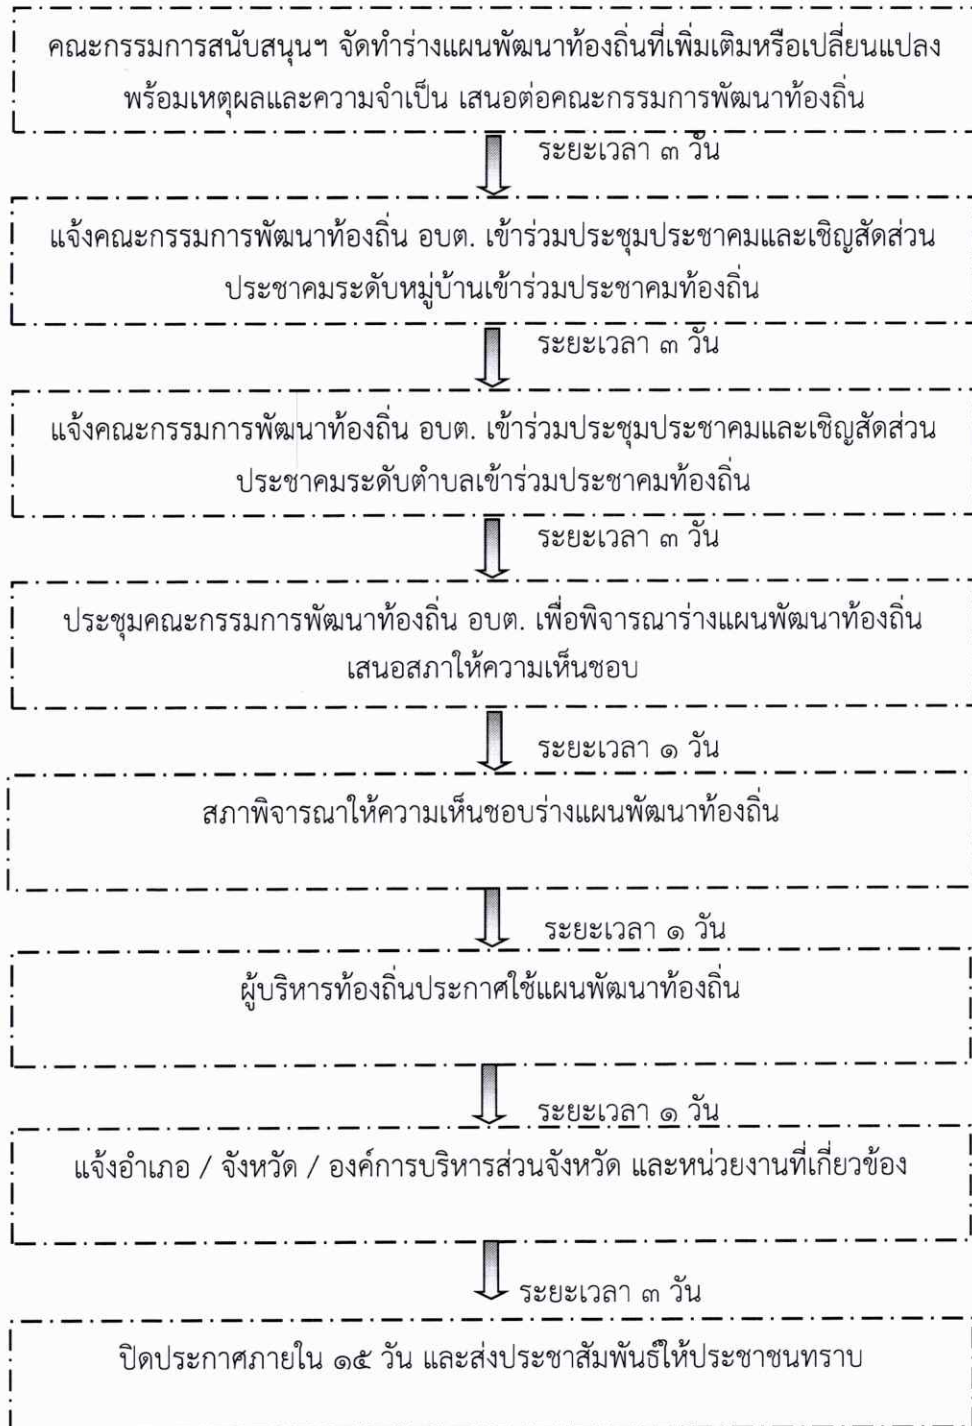 คณะกรรมการสนับสนุนฯ จัดทำร่างแผนพัฒนาท้องถิ่นที่เพิ่มเติมหรือเปลี่ยนแปลง
พร้อมเหตุผลและความจำเป็น เสนอต่อคณะกรรมการพัฒนาท้องถิ่น
ระยะเวลา ๓ วัน
แจ้งคณะกรรมการพัฒนาท้องถิ่น อบต. เข้าร่วมประชุมประชาคมและเชิญสัดส่วน
ประชาคมระดับหมู่บ้านเข้าร่วมประชาคมท้องถิ่น
ระยะเวลา ๓ วัน
แจ้งคณะกรรมการพัฒนาท้องถิ่น อบต. เข้าร่วมประชุมประชาคมและเชิญสัดส่วน
ประชาคมระดับตำบลเข้าร่วมประชาคมท้องถิ่น
ระยะเวลา ๓ วัน
ประชุมคณะกรรมการพัฒนาท้องถิ่น อบต. เพื่อพิจารณาร่างแผนพัฒนาท้องถิ่น
เสนอสภาให้ความเห็นชอบ
ระยะเวลา ๑ วัน
สภาพิจารณาให้ความเห็นชอบร่างแผนพัฒนาท้องถิ่น
ระยะเวลา ๑ วัน
ผู้บริหารท้องถิ่นประกาศใช้แผนพัฒนาท้องถิ่น
ระยะเวลา ๑ วัน
แจ้งอำเภอ / จังหวัด / องค์การบริหารส่วนจังหวัด และหน่วยงานที่เกี่ยวข้อง
ระยะเวลา ๓ วัน
ปิดประกาศภายใน ๑๕ วัน และส่งประชาสัมพันธ์ให้ประชาชนทราบ